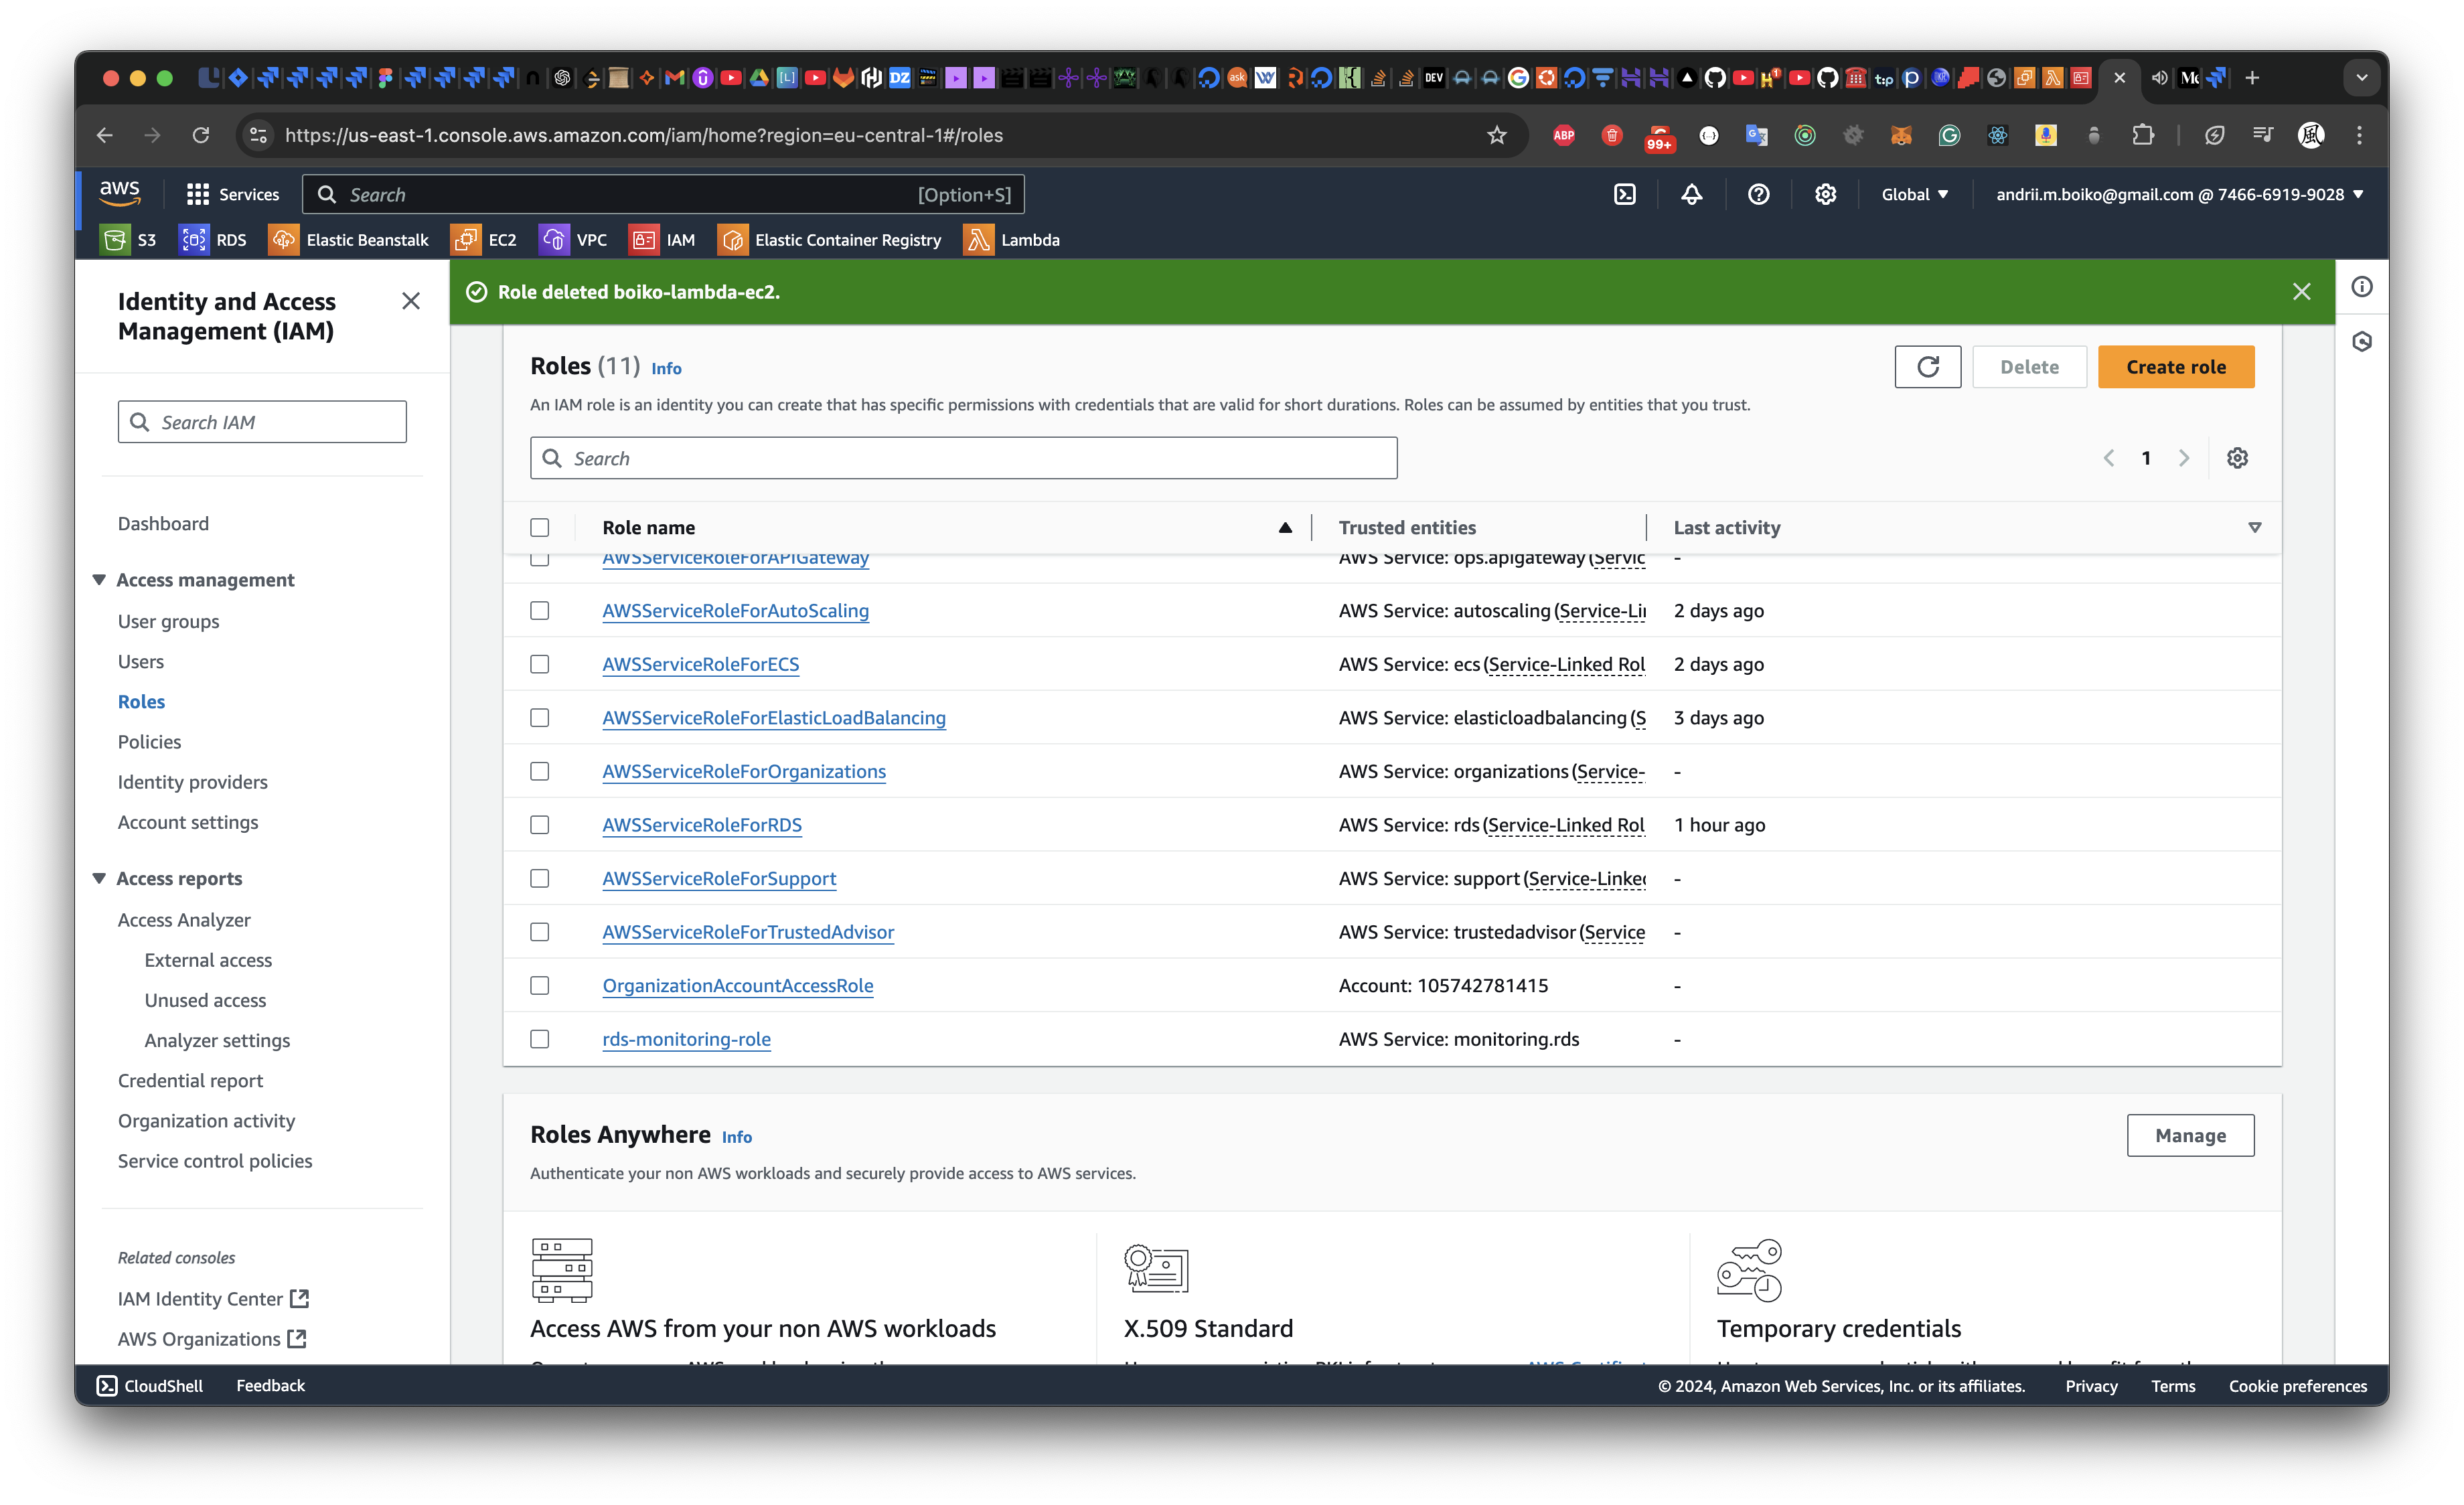 https://us-east-1.console.aws.amazon.com/iam/home?region=eu-central-1#/roles
ABP
99+
aws
Services
Search
[Option+S]
Global
andrii.m.boiko@gmail.com @ 7466-6919-9028
S3
RDS
Elastic Beanstalk
EC2
VPC
IAM
Elastic Container Registry
Lambda
Identity and Access
Management (IAM)
Search IAM
Dashboard
Access management
User groups
Users
Roles
Policies
Identity providers
Account settings
Access reports
Access Analyzer
External access
Unused access
Analyzer settings
Credential report
Organization activity
Service control policies
Related consoles
IAM Identity Center
AWS Organizations
Role deleted boiko-lambda-ec2.
Roles (11) Info
Delete
Create role
An IAM role is an identity you can create that has specific permissions with credentials that are valid for short durations. Roles can be assumed by entities that you trust.
Search
1
Role name Trusted entities Last activity
AWSServiceRoleForAPIGateway AWS Service: ops.apigateway (Servic -
AWSServiceRoleForAutoScaling AWS Service: autoscaling (Service-Li 2 days ago
AWSServiceRoleForECS AWS Service: ecs (Service-Linked Rol 2 days ago
AWSServiceRoleForElasticLoadBalancing AWS Service: elasticloadbalancing (S 3 days ago
AWSServiceRoleForOrganizations AWS Service: organizations (Service- -
AWSServiceRoleForRDS AWS Service: rds (Service-Linked Rol 1 hour ago
AWSServiceRoleForSupport AWS Service: support (Service-Linke -
AWSServiceRoleForTrustedAdvisor AWS Service: trustedadvisor (Service -
OrganizationAccountAccessRole Account: 105742781415 -
rds-monitoring-role AWS Service: monitoring.rds -
Roles Anywhere Info
Manage
Authenticate your non AWS workloads and securely provide access to AWS services.
Access AWS from your non AWS workloads
X.509 Standard
Temporary credentials
CloudShell
Feedback
© 2024, Amazon Web Services, Inc. or its affiliates.
Privacy
Terms
Cookie preferences